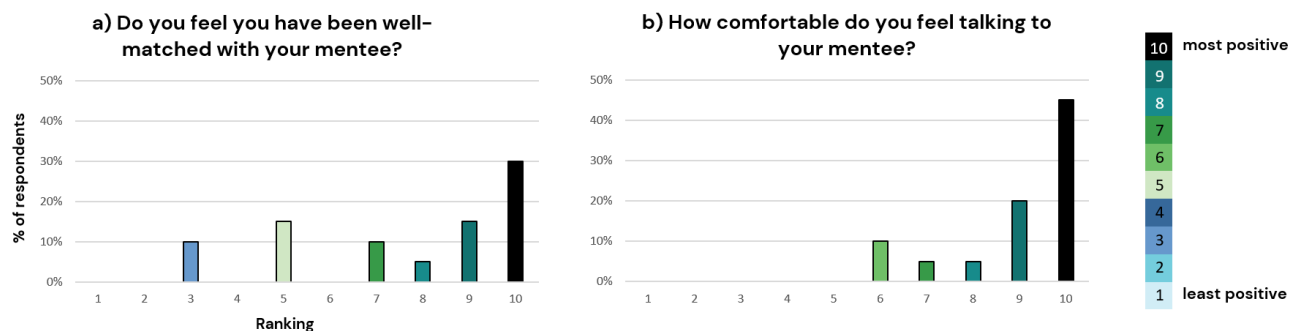 a) Do you feel you have been well-
matched with your mentee?
50%
40%
30%
20%
10%
0%
% of respondents
1 2 3 4 5 6 7 8 9 10
Ranking
b) How comfortable do you feel talking to
your mentee?
50%
40%
30%
20%
10%
0%
1 2 3 4 5 6 7 8 9 10
10 most positive
9
8
7
6
5
4
3
2
1 least positive